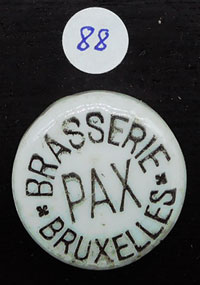 88
BRASSERIE
PAX
* BRUXELLES *